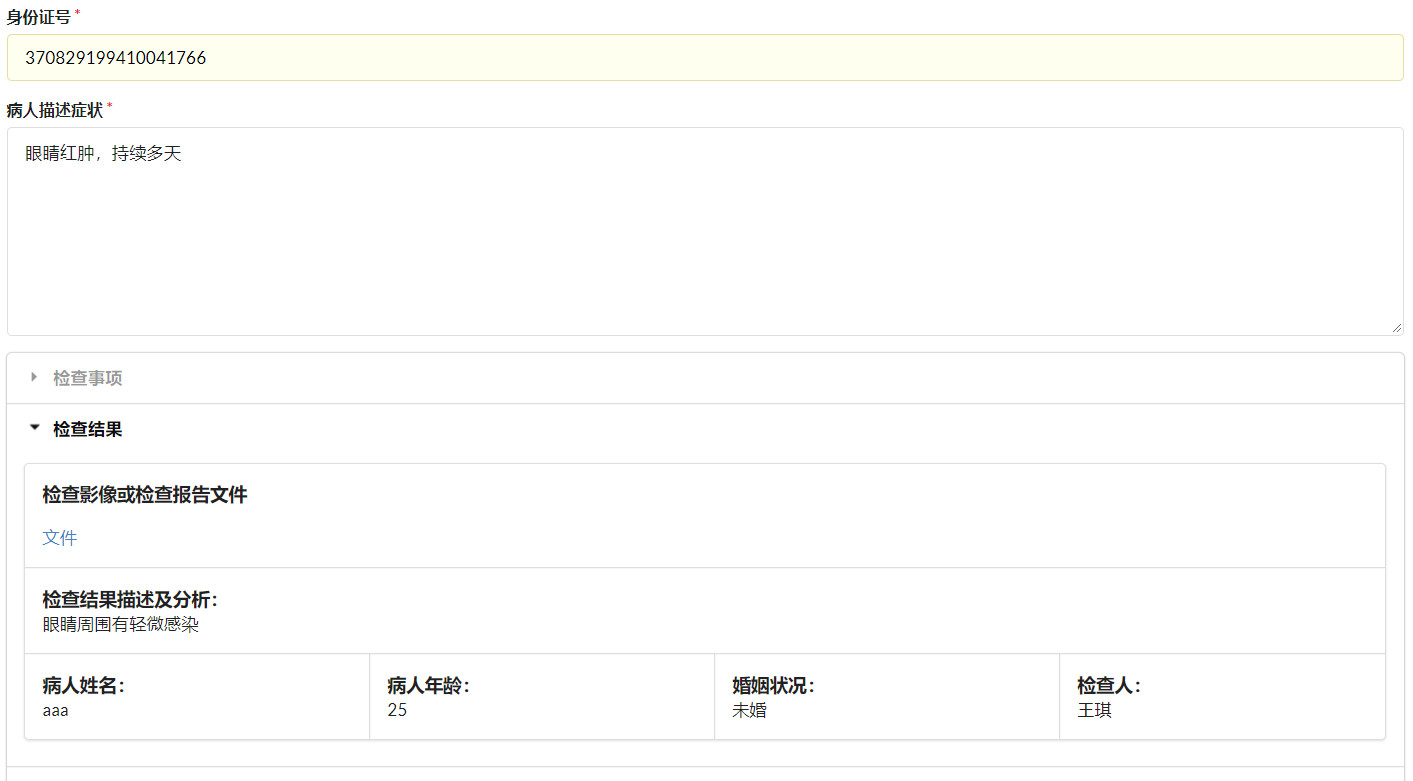 身份证号 *
370829199410041766
病人描述症状 *
眼睛红肿，持续多天
检查事项
检查结果
检查影像或检查报告文件
文件
检查结果描述及分析：
眼睛周围有轻微感染
病人姓名： 病人年龄： 婚姻状况： 检查人：
aaa 25 未婚 王琪